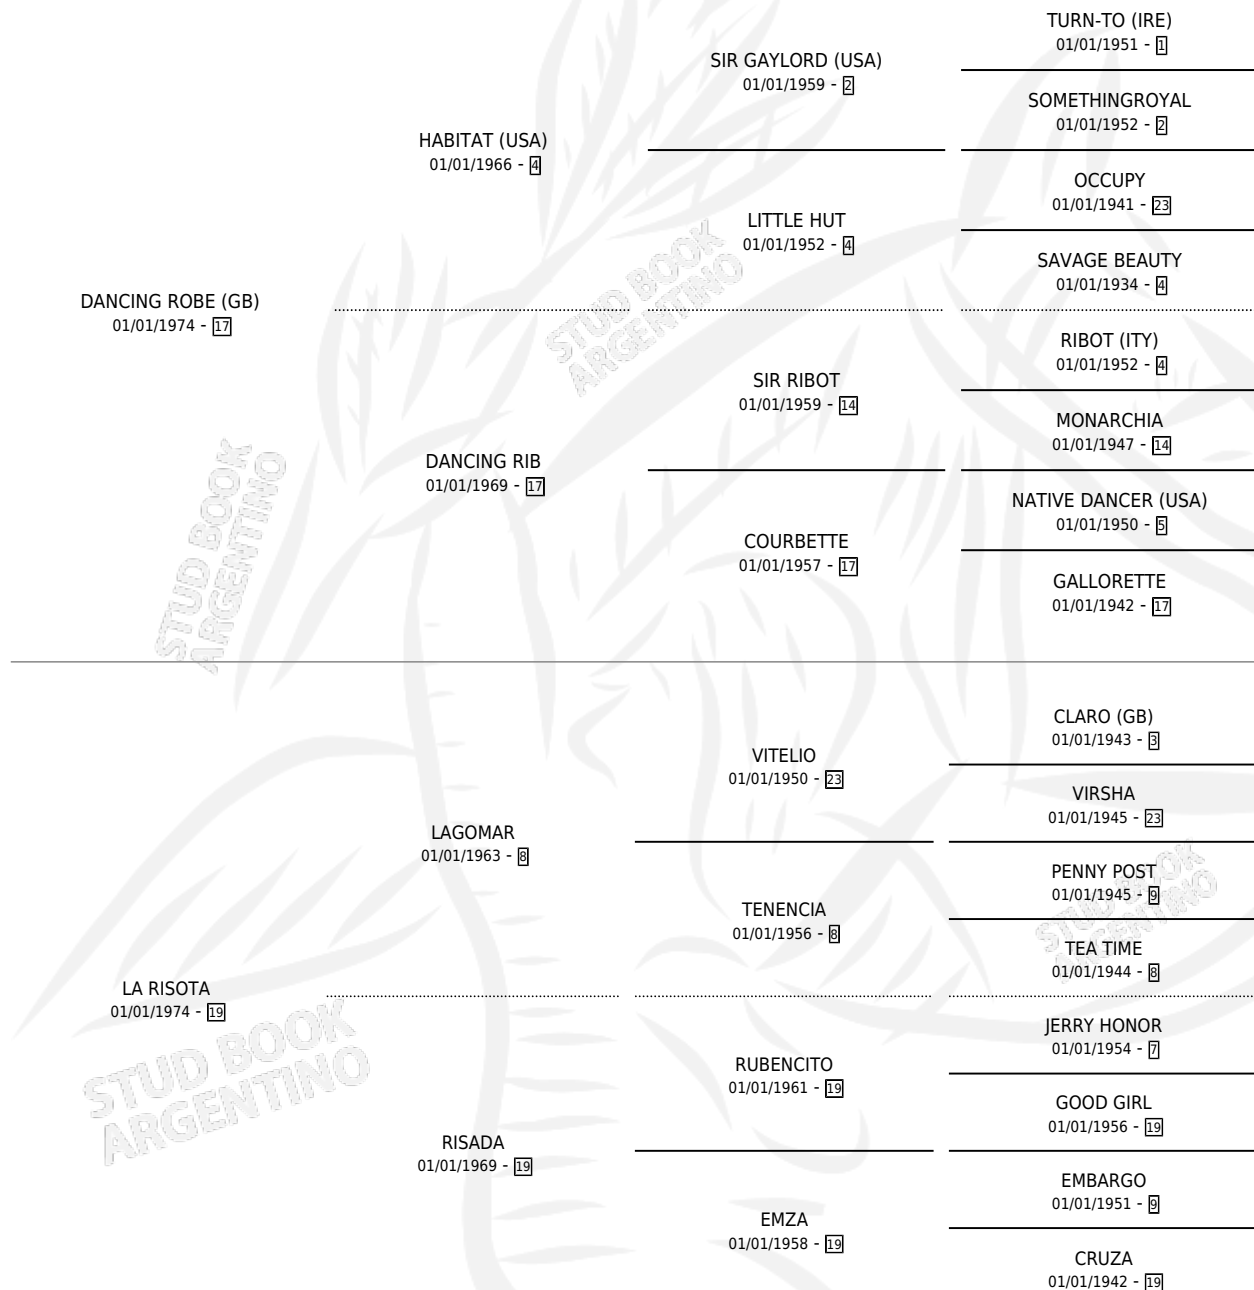 TURN-TO (IRE)
01/01/1951 - 1
SIR GAYLORD (USA)
01/01/1959 - 2
SOMETHINGROYAL
01/01/1952 - 2
HABITAT (USA)
01/01/1966 - 4
OCCUPY
01/01/1941 - 23
LITTLE HUT
01/01/1952 - 4
SAVAGE BEAUTY
01/01/1934 - 4
DANCING ROBE (GB)
01/01/1974 - 17
STUD BOOK
ARGENTINO
RIBOT (ITY)
01/01/1952 - 4
SIR RIBOT
01/01/1959 - 14
MONARCHIA
01/01/1947 - 14
DANCING RIB
01/01/1969 - 17
NATIVE DANCER (USA)
01/01/1950 - 5
COURBETTE
01/01/1957 - 17
GALLORETTE
01/01/1942 - 17
STUD BOOK
ARGENTINO
CLARO (GB)
01/01/1943 - 3
VITELIO
01/01/1950 - 23
VIRSHA
01/01/1945 - 23
LAGOMAR
01/01/1963 - 8
PENNY POST
01/01/1945 - 9
TENENCIA
01/01/1956 - 8
TEA TIME
01/01/1944 - 8
STUD BOOK
ARGENTINO
LA RISOTA
01/01/1974 - 19
JERRY HONOR
01/01/1954 - 7
RUBENCITO
01/01/1961 - 19
GOOD GIRL
01/01/1956 - 19
STUD BOOK
ARGENTINO
RISADA
01/01/1969 - 19
EMBARGO
01/01/1951 - 9
EMZA
01/01/1958 - 19
CRUZA
01/01/1942 - 19